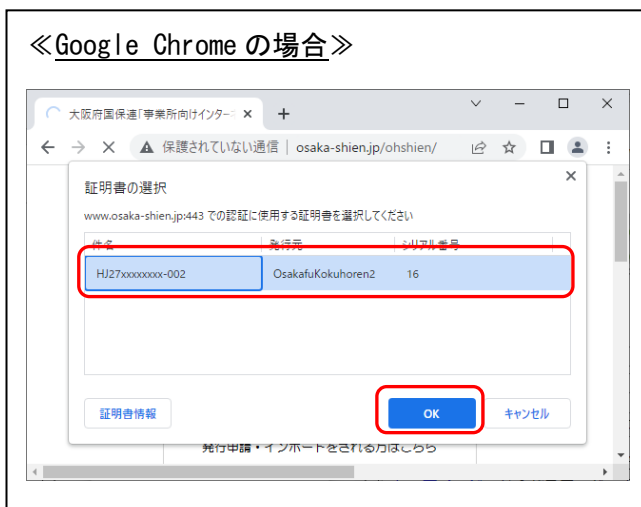 ≪Google Chrome の場合≫
大阪府国保連「事業所向けインター
保護されていない通信 | osaka-shien.jp/ohshien/
証明書の選択
www.osaka-shien.jp:443 での認証に使用する証明書を選択してください
件名 発行元 シリアル番号
HJ27xxxxxxxx-002 OsakafuKokuhoren2 16
証明書情報 OK キャンセル
発行申請・インポートをされる方はこちら